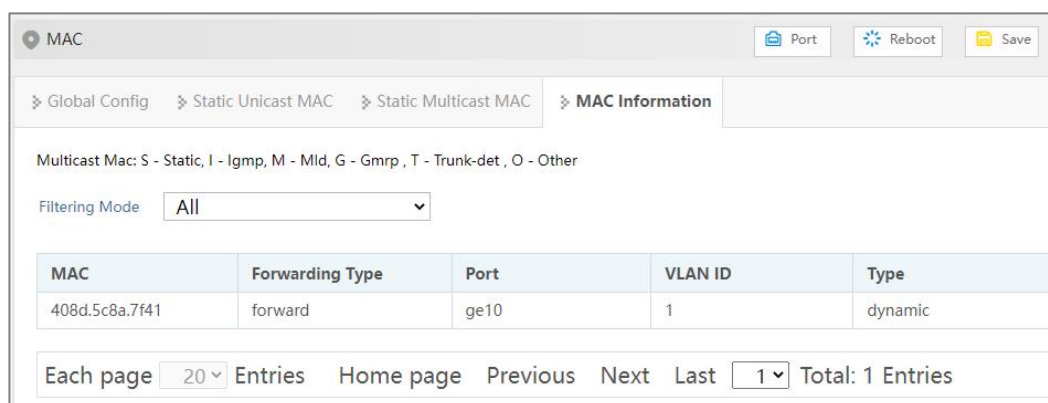 MAC Port Reboot Save
Global Config Static Unicast MAC Static Multicast MAC MAC Information
Multicast Mac: S - Static, I - Igmp, M - Mld, G - Gmrp , T - Trunk-det , O - Other
Filtering Mode All
MAC Forwarding Type Port VLAN ID Type
408d.5c8a.7f41 forward ge10 1 dynamic
Each page 20 Entries Home page Previous Next Last 1 Total: 1 Entries